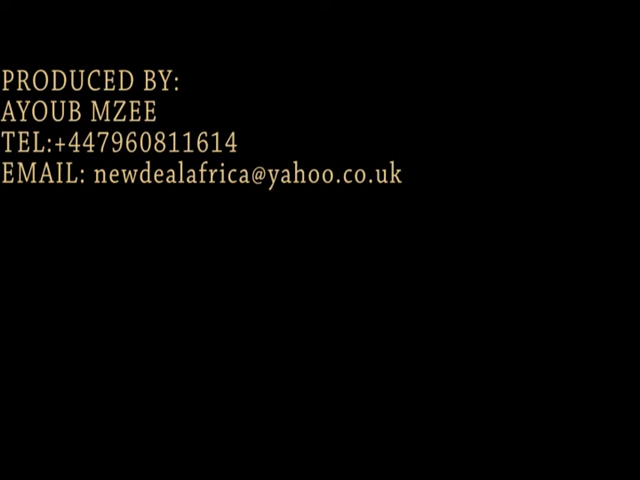 PRODUCED BY:
AYOUB MZEE
TEL:+447960811614
EMAIL: newdealafrica@yahoo.co.uk